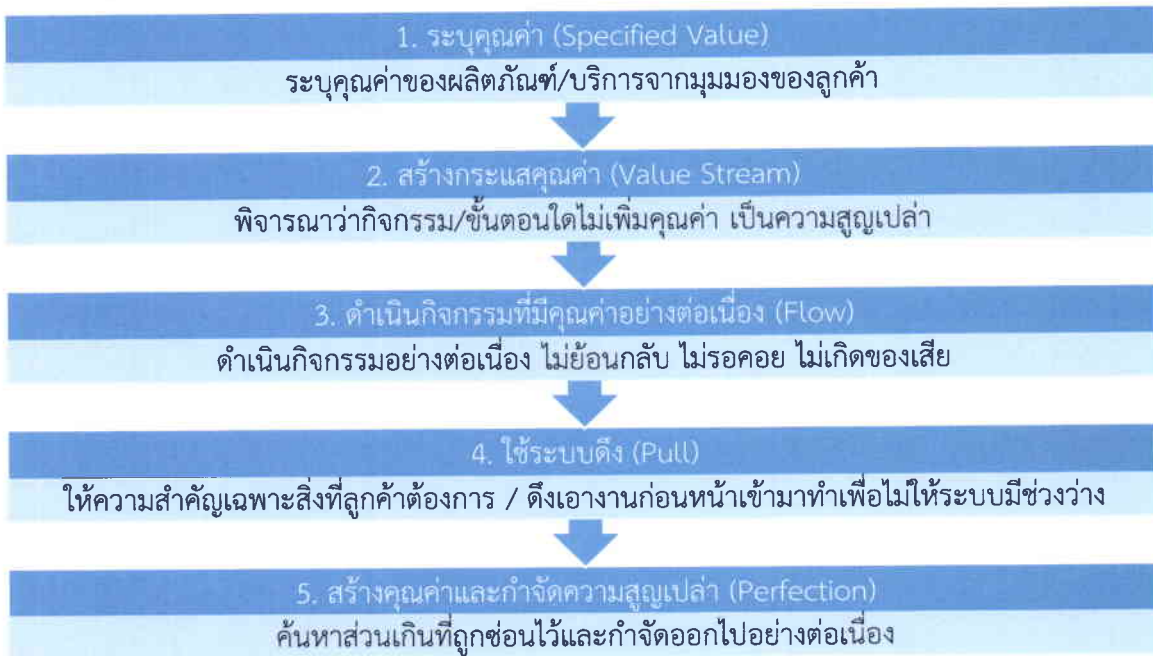 1. ระบุคุณค่า (Specified Value)
ระบุคุณค่าของผลิตภัณฑ์/บริการจากมุมมองของลูกค้า
2. สร้างกระแสคุณค่า (Value Stream)
พิจารณาว่ากิจกรรม/ขั้นตอนใดไม่เพิ่มคุณค่า เป็นความสูญเปล่า
3. ดำเนินกิจกรรมที่มีคุณค่าอย่างต่อเนื่อง (Flow)
ดำเนินกิจกรรมอย่างต่อเนื่อง ไม่ย้อนกลับ ไม่รอคอย ไม่เกิดของเสีย
4. ใช้ระบบดึง (Pull)
ให้ความสำคัญเฉพาะสิ่งที่ลูกค้าต้องการ / ดึงเอางานก่อนหน้าเข้ามาทำเพื่อไม่ให้ระบบมีช่วงว่าง
5. สร้างคุณค่าและกำจัดความสูญเปล่า (Perfection)
ค้นหาส่วนเกินที่ถูกซ่อนไว้และกำจัดออกไปอย่างต่อเนื่อง